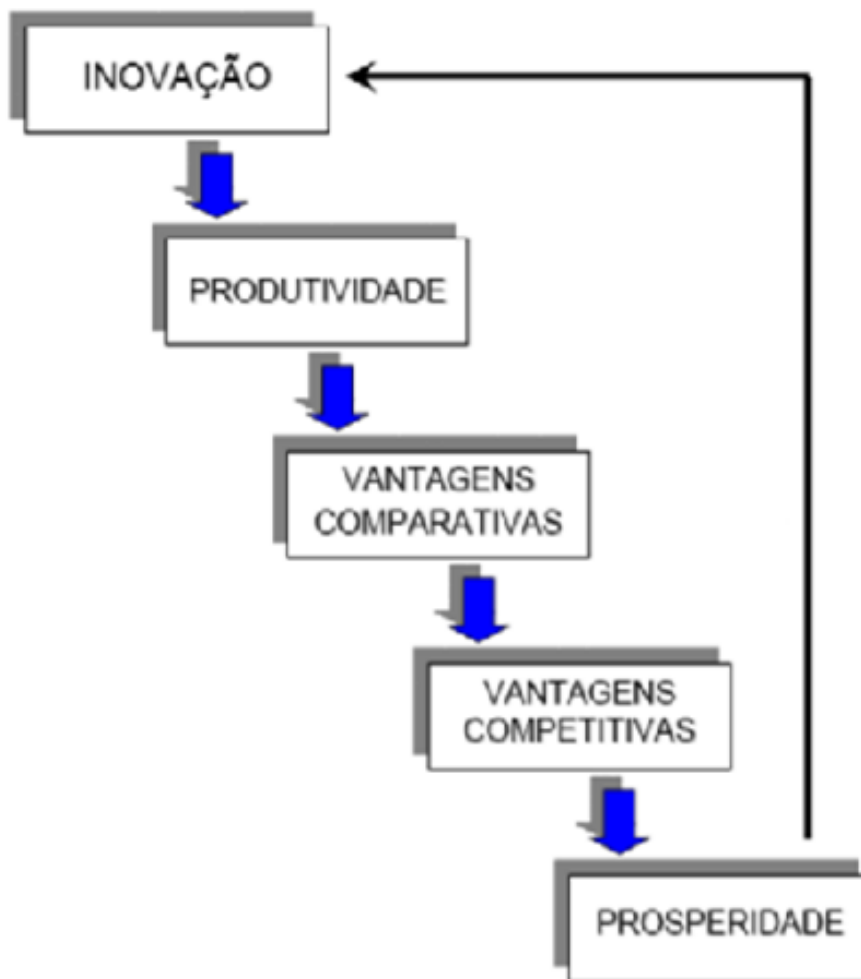 INOVAÇÃO
PRODUTIVIDADE
VANTAGENS
COMPARATIVAS
VANTAGENS
COMPETITIVAS
PROSPERIDADE